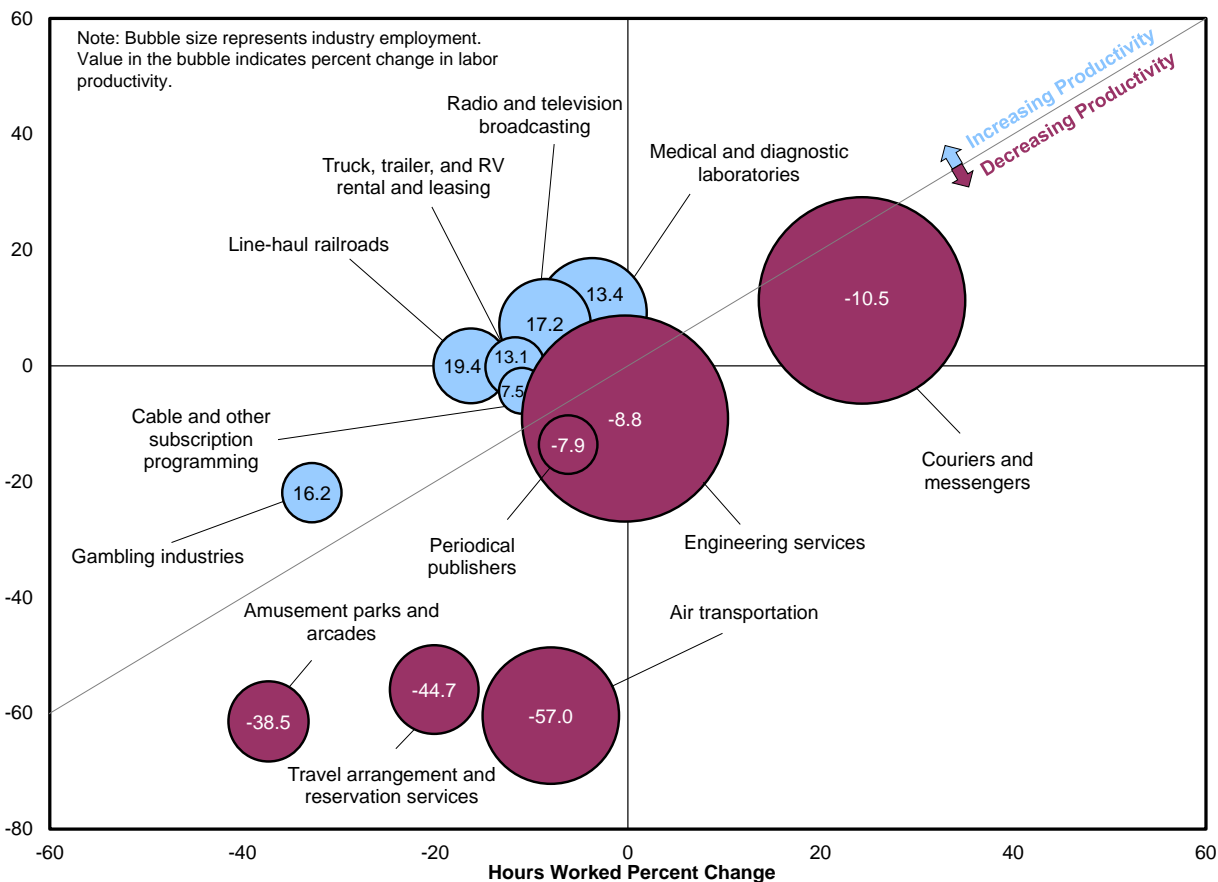 60
Note: Bubble size represents industry employment.
Value in the bubble indicates percent change in labor
productivity.
Radio and television
broadcasting
Increasing Productivity
Decreasing Productivity
40
Truck, trailer, and RV
rental and leasing
Medical and diagnostic
laboratories
20
Line-haul railroads
13.4
-10.5
17.2
13.1
19.4
0
7.5
-8.8
-7.9
Cable and other
subscription
programming
Couriers and
messengers
-20
16.2
Gambling industries
Periodical
publishers
Engineering services
-40
Amusement parks and
arcades
Air transportation
-44.7
-57.0
-38.5
-60
Travel arrangement and
reservation services
-80
-60
-40
-20
0
20
40
60
Hours Worked Percent Change